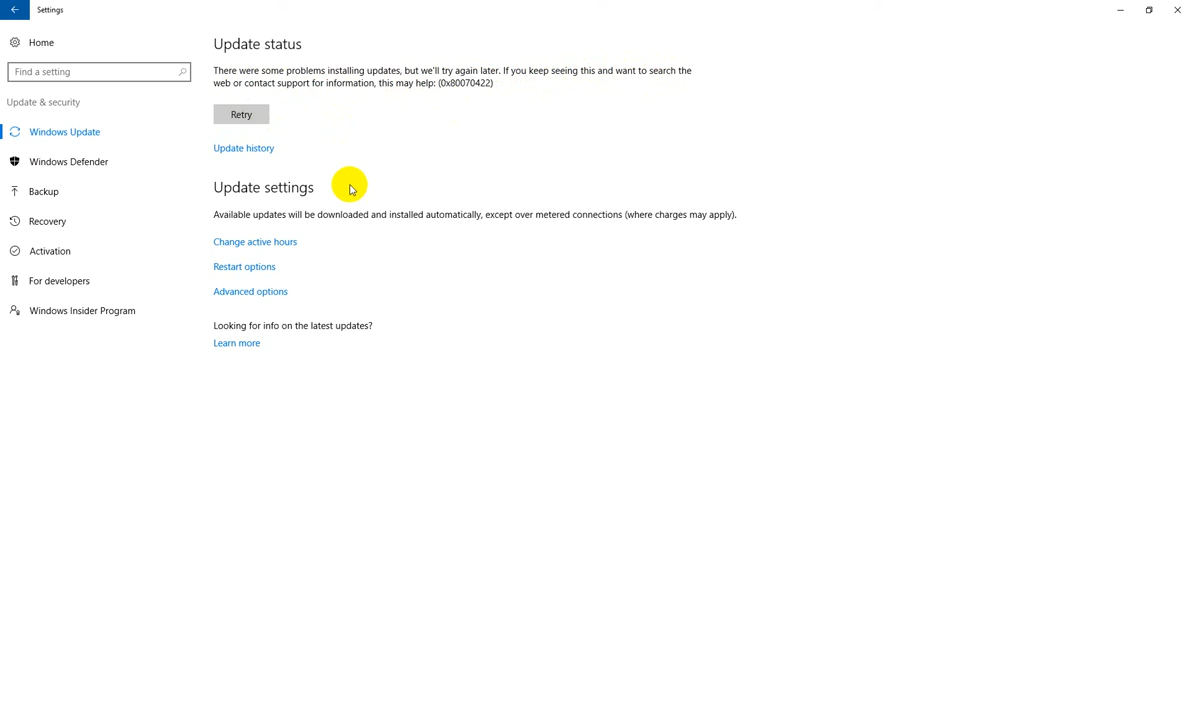 Settings
Home
Find a setting
Update & security
Windows Update
Windows Defender
Backup
Recovery
Activation
For developers
Windows Insider Program
Update status
There were some problems installing updates, but we'll try again later. If you keep seeing this and want to search the
web or contact support for information, this may help: (0x80070422)
Retry
Update history
Update settings
Available updates will be downloaded and installed automatically, except over metered connections (where charges may apply).
Change active hours
Restart options
Advanced options
Looking for info on the latest updates?
Learn more